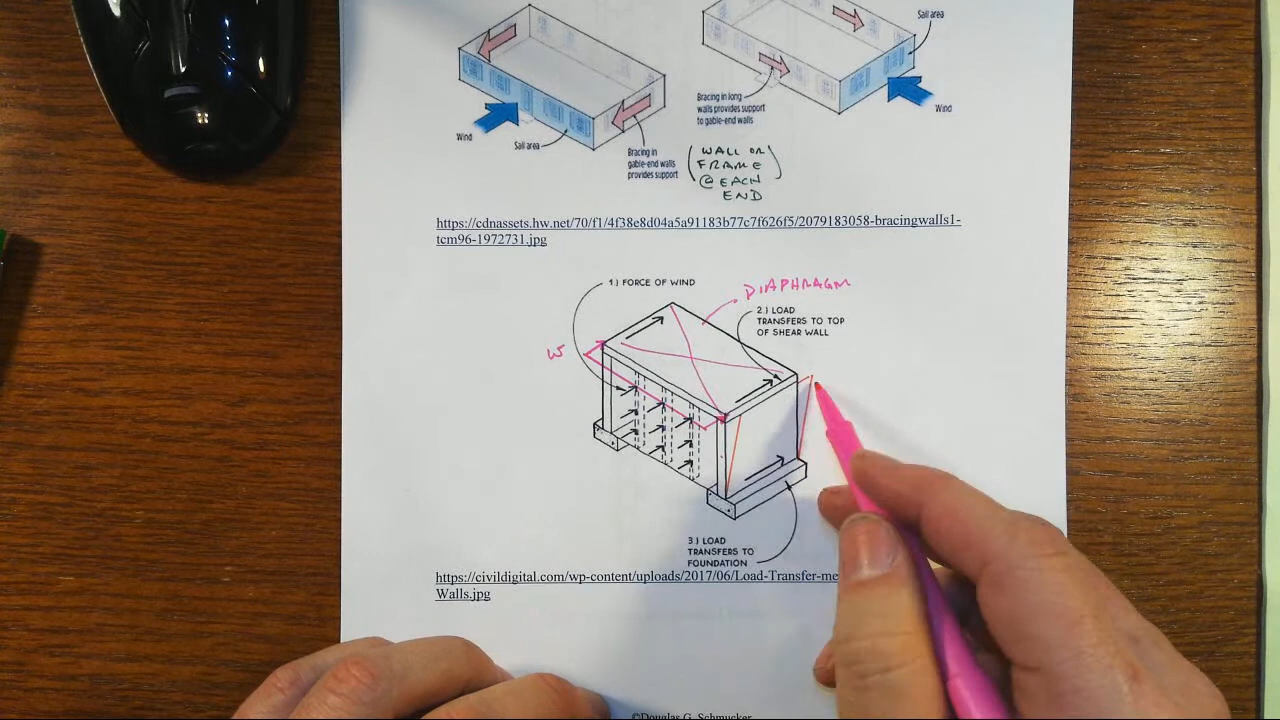 Sail area
Wind
Sail area
Bracing in
gable-end walls
provides support
Bracing in long
walls provides support
to gable-end walls
Wind
(WALL OR
FRAME
@ EACH
END)
https://cdnassets.hw.net/70/f1/4f38e8d04a5a91183b77c7f626f5/2079183058-bracingwalls1-
tcm96-1972731.jpg
1.) FORCE OF WIND
DIAPHRAGM
2.) LOAD
TRANSFERS TO TOP
OF SHEAR WALL
W
3.) LOAD
TRANSFERS TO
FOUNDATION
https://civildigital.com/wp-content/uploads/2017/06/Load-Transfer-me
Walls.jpg
©Douglas G. Schmucker